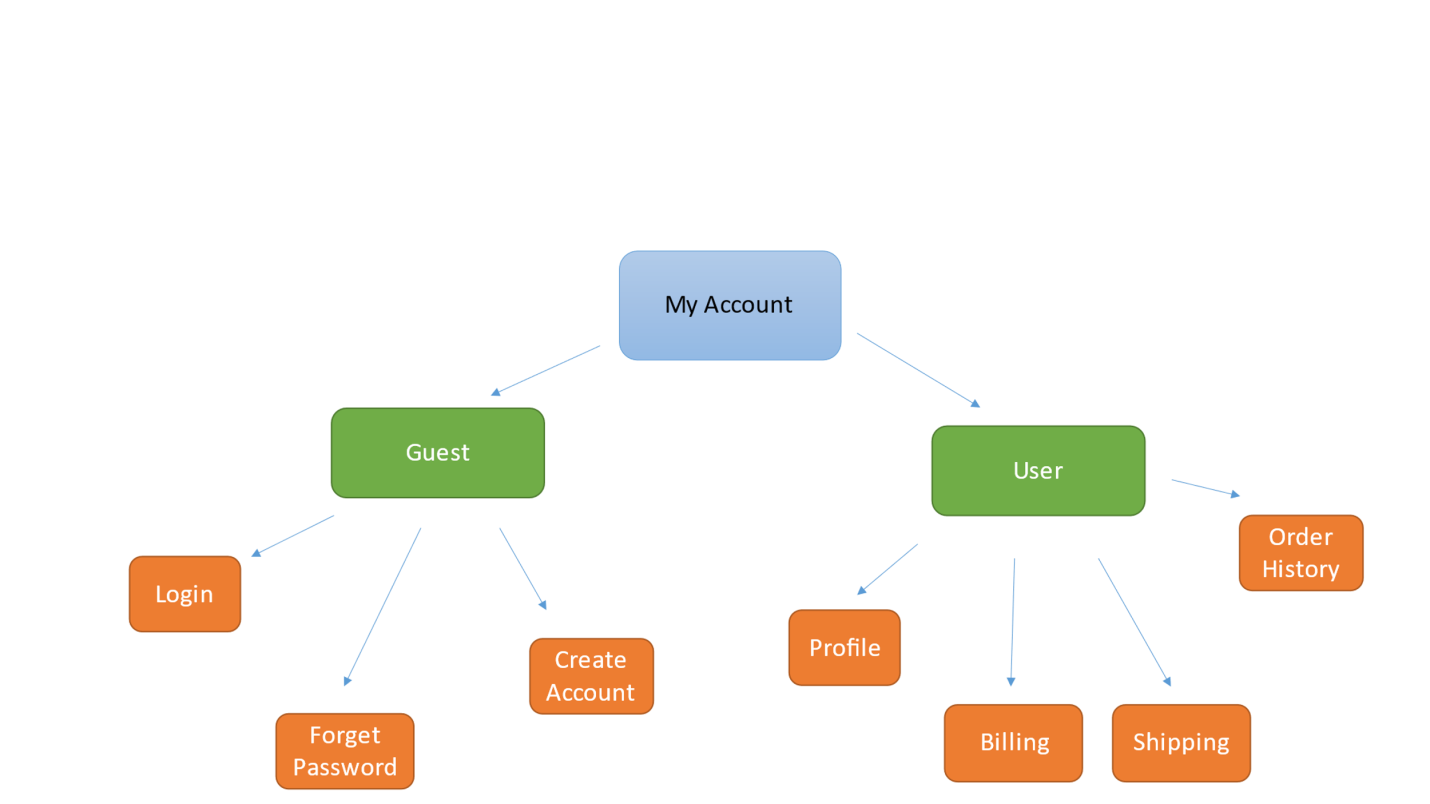 My Account
Guest
User
Order
History
Login
Profile
Create
Account
Forget
Password
Billing
Shipping